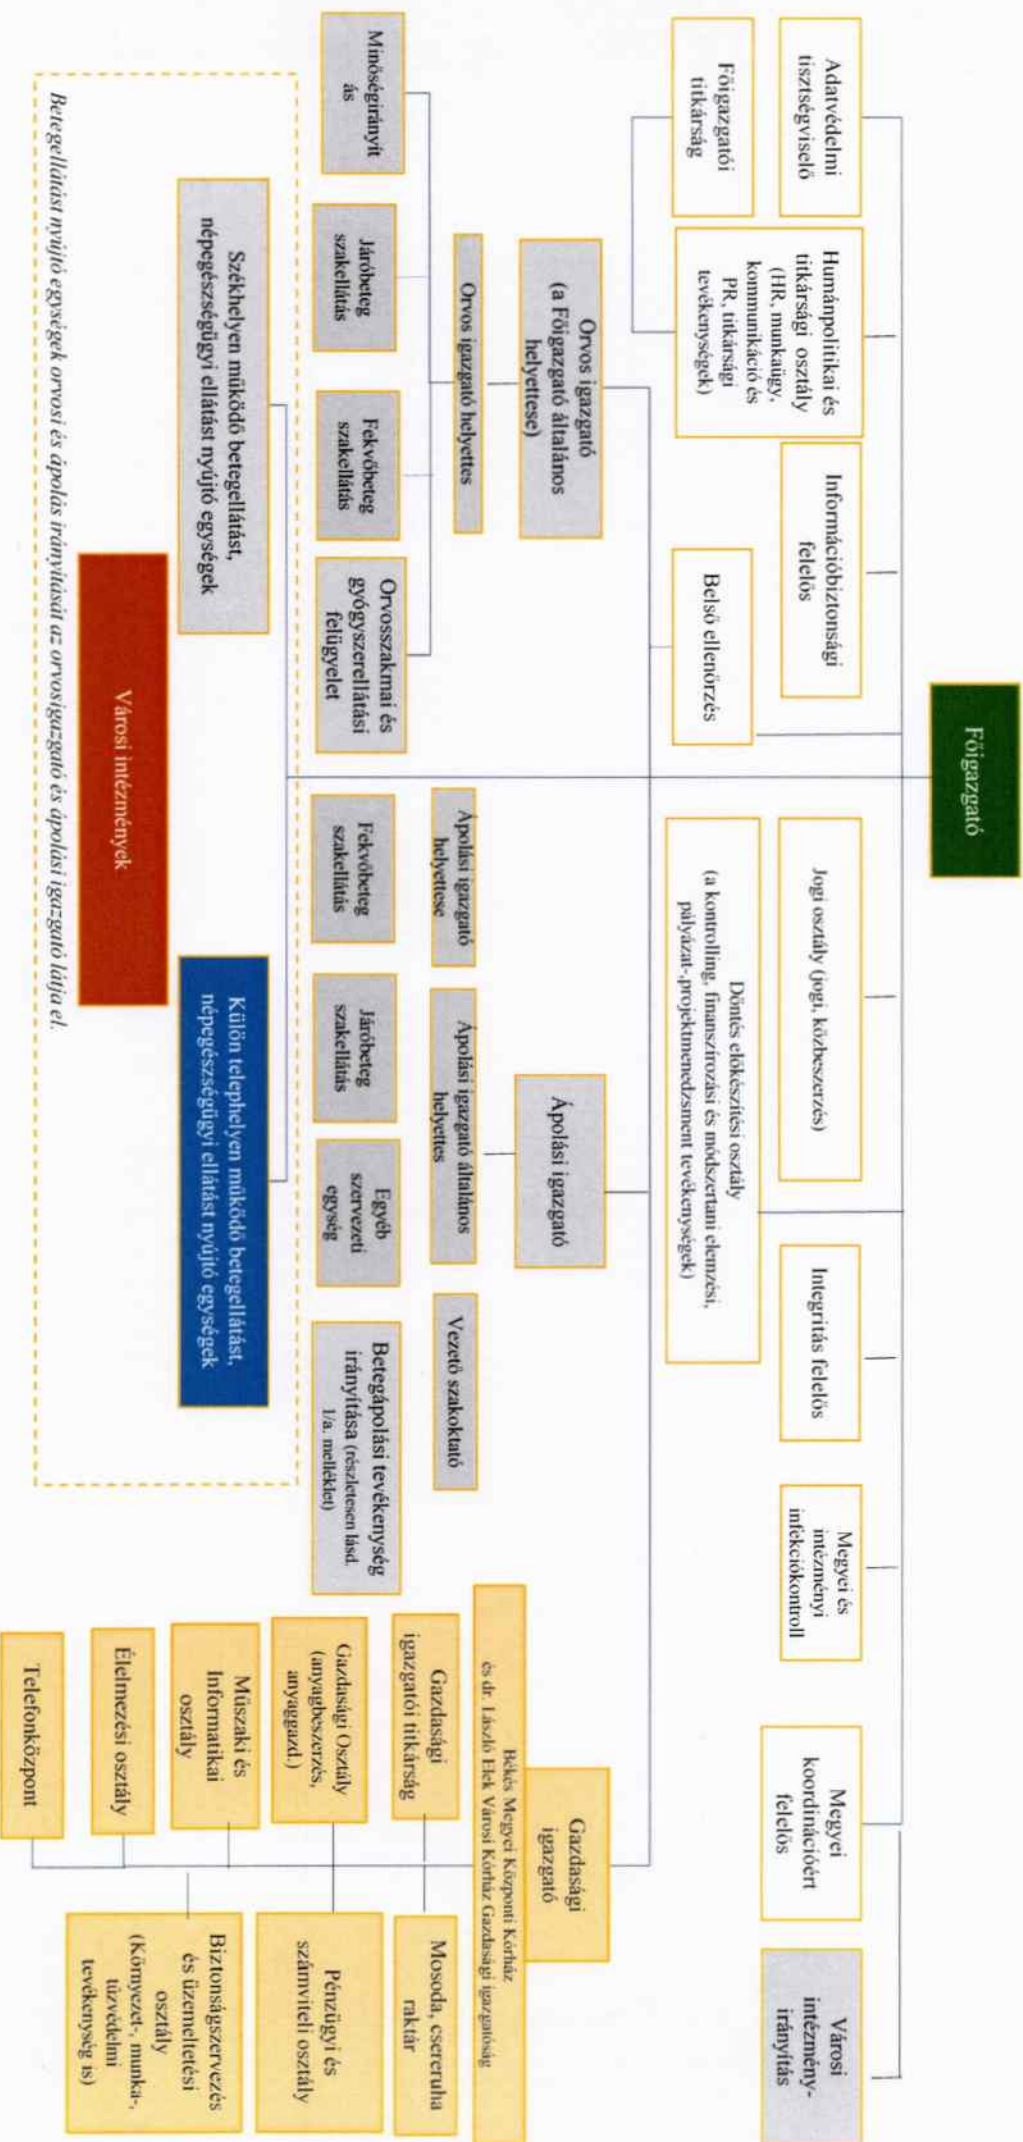 Főigazgató
Adatvédelmi
tisztségviselő
Humánpolitikai és
titkársági osztály
(HR, munkaügy,
kommunikáció és
PR, titkársági
tevékenységek)
Információbiztonsági
felelős
Jogi osztály (jogi, közbeszerzés)
Integritás felelős
Megyei és
intézményi
infekciókontroll
Megyei
koordinációért
felelős
Városi
intézmény-
irányítás
Főigazgatói
titkárság
Belső ellenőrzés
Döntés előkészítési osztály
(a kontrolling, finanszírozási és módszertani elemzési,
pályázat-,projektmenedzsment tevékenységek)
Orvos igazgató
(a Főigazgató általános
helyettese)
Ápolási igazgató
Gazdasági
igazgató
Békés Megyei Központi Kórház
és dr. László Elek Városi Kórház Gazdasági igazgatóság
Orvos igazgató helyettes
Ápolási igazgató
helyettese
Ápolási igazgató általános
helyettes
Vezető szakoktató
Minőségirányít
ás
Járóbeteg
szakellátás
Fekvőbeteg
szakellátás
Orvosszakmai és
gyógyszerellátási
felügyelet
Fekvőbeteg
szakellátás
Járóbeteg
szakellátás
Egyéb
szervezeti
egység
Betegápolási tevékenység
irányítása (részletesen lásd.
1/a. melléklet)
Gazdasági
igazgatói titkárság
Mosoda, csereruha
raktár
Gazdasági Osztály
(anyagbeszerzés,
anyaggazd.)
Pénzügyi és
számviteli osztály
Műszaki és
Informatikai
osztály
Élelmezési osztály
Biztonságszervezés
és üzemeltetési
osztály
(Környezet-, munka-,
tűzvédelmi
tevékenység is)
Telefonközpont
Székhelyen működő betegellátást,
népegészségügyi ellátást nyújtó egységek
Külön telephelyen működő betegellátást,
népegészségügyi ellátást nyújtó egységek
Városi intézmények
Betegellátást nyújtó egységek orvosi és ápolás irányítását az orvosigazgató és ápolási igazgató látja el.